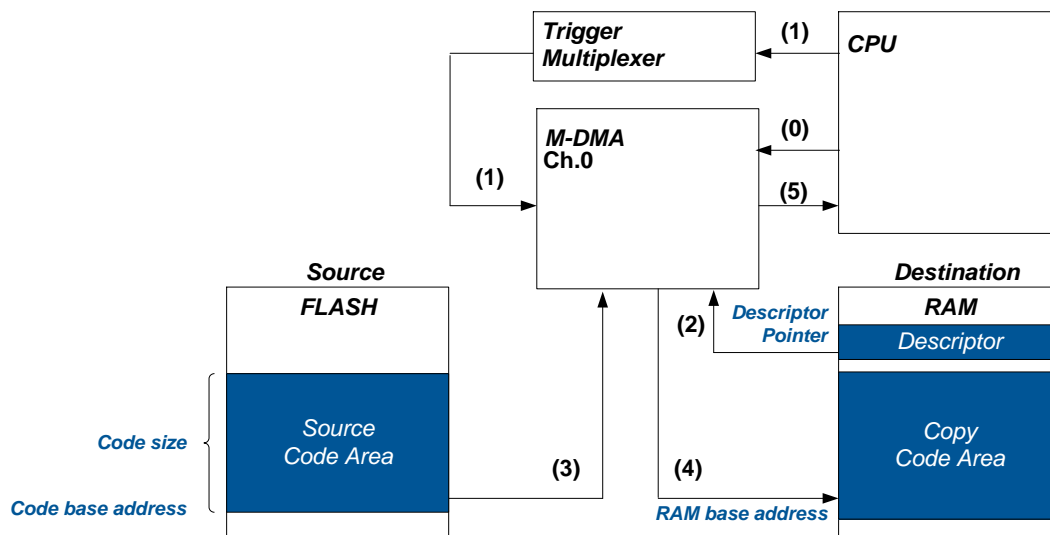 Trigger
Multiplexer
(1)
CPU
M-DMA
Ch.0
(0)
(1)
(5)
Source
Destination
FLASH
RAM
Descriptor
Pointer
(2)
Descriptor
Code size
Source
Code Area
Copy
Code Area
(3)
(4)
Code base address
RAM base address